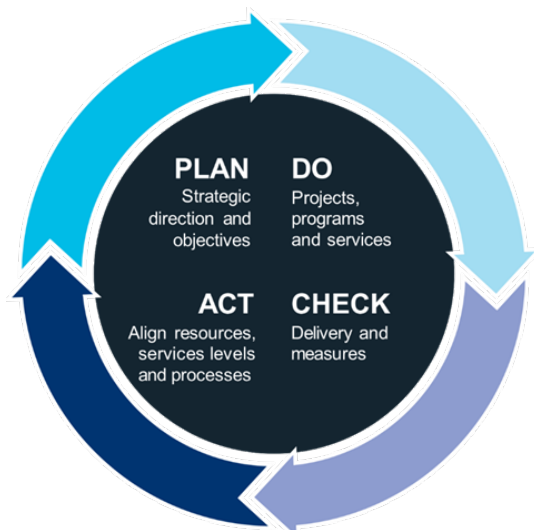 PLAN
Strategic
direction and
objectives
DO
Projects,
programs
and services
ACT
Align resources,
services levels
and processes
CHECK
Delivery and
measures